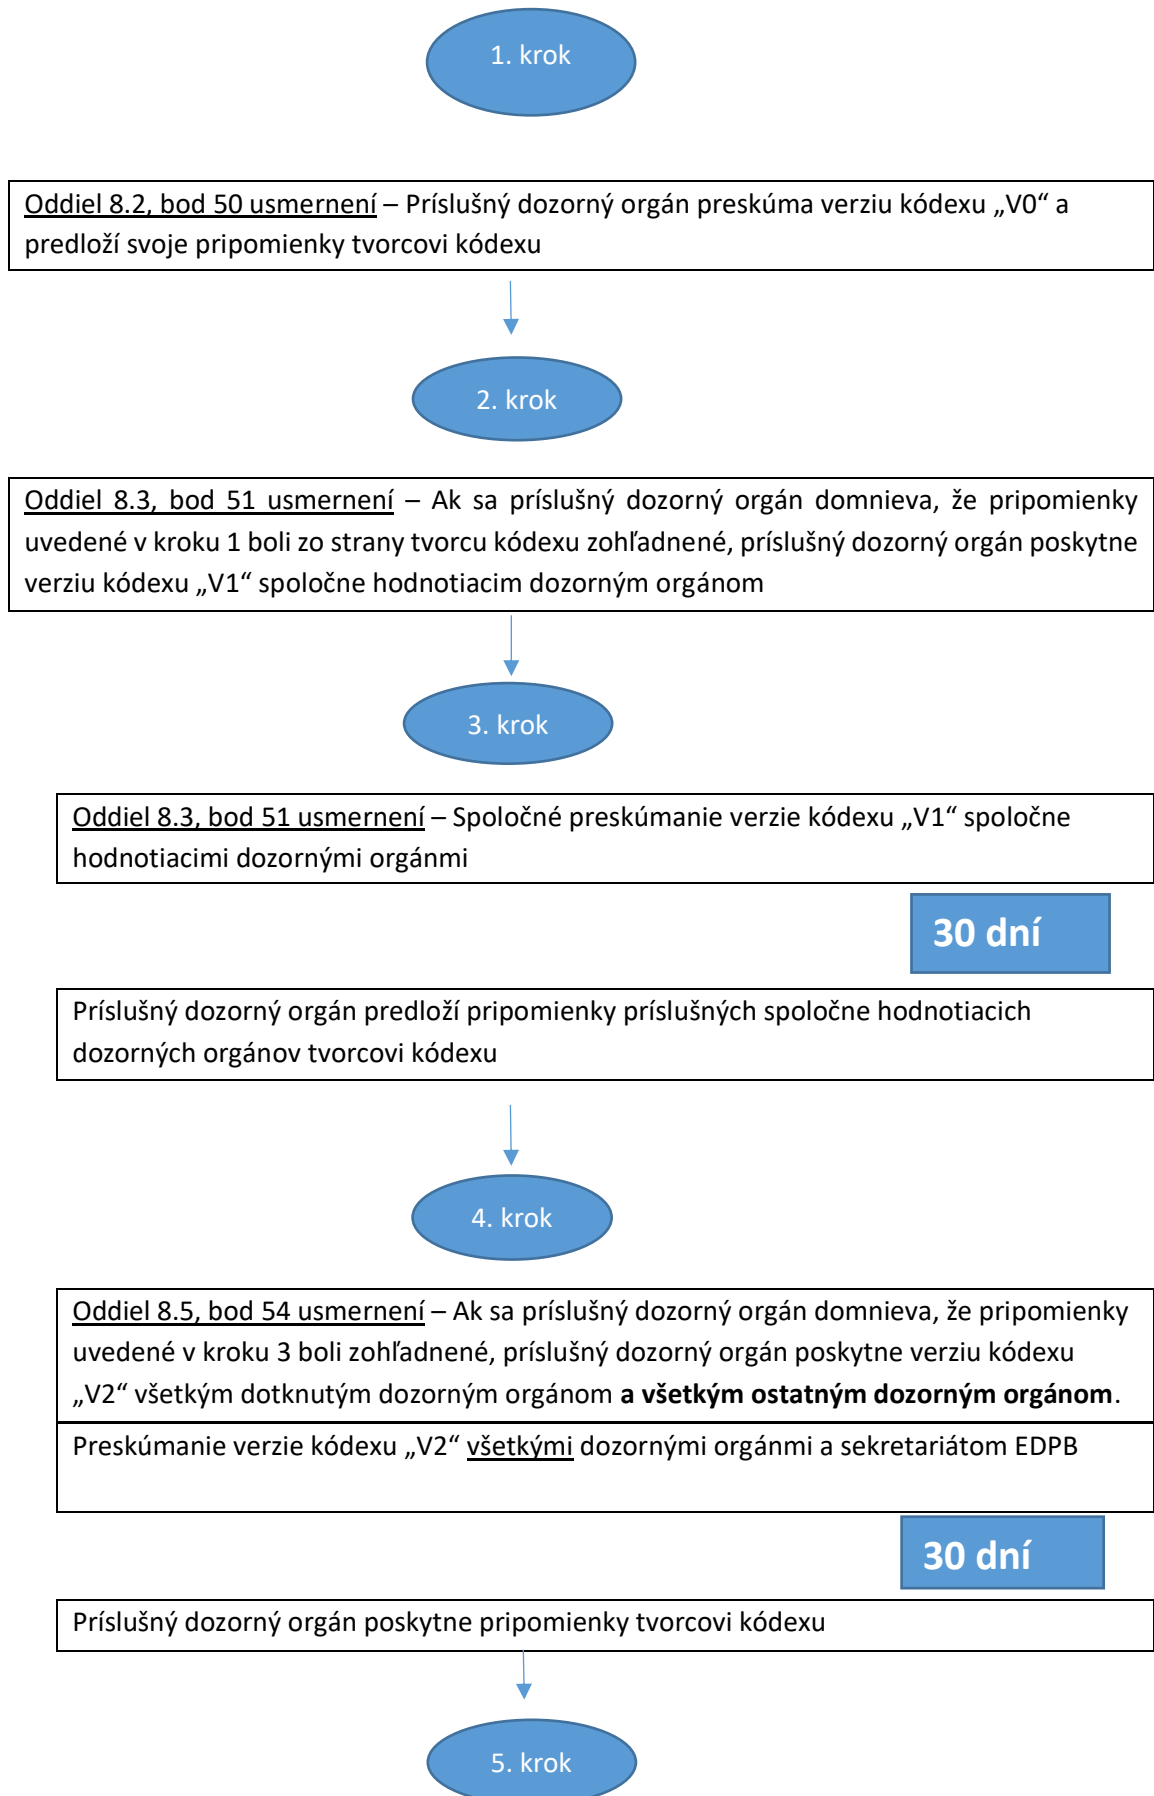 1. krok
Oddiel 8.2, bod 50 usmernení – Príslušný dozorný orgán preskúma verziu kódexu „V0“ a
predloží svoje pripomienky tvorcovi kódexu
2. krok
Oddiel 8.3, bod 51 usmernení – Ak sa príslušný dozorný orgán domnieva, že pripomienky
uvedené v kroku 1 boli zo strany tvorcu kódexu zohľadnené, príslušný dozorný orgán poskytne
verziu kódexu „V1“ spoločne hodnotiacim dozorným orgánom
3. krok
Oddiel 8.3, bod 51 usmernení – Spoločné preskúmanie verzie kódexu „V1“ spoločne
hodnotiacimi dozornými orgánmi
30 dní
Príslušný dozorný orgán predloží pripomienky príslušných spoločne hodnotiacich
dozorných orgánov tvorcovi kódexu
4. krok
Oddiel 8.5, bod 54 usmernení – Ak sa príslušný dozorný orgán domnieva, že pripomienky
uvedené v kroku 3 boli zohľadnené, príslušný dozorný orgán poskytne verziu kódexu
„V2“ všetkým dotknutým dozorným orgánom a všetkým ostatným dozorným orgánom.
Preskúmanie verzie kódexu „V2“ všetkými dozornými orgánmi a sekretariátom EDPB
30 dní
Príslušný dozorný orgán poskytne pripomienky tvorcovi kódexu
5. krok